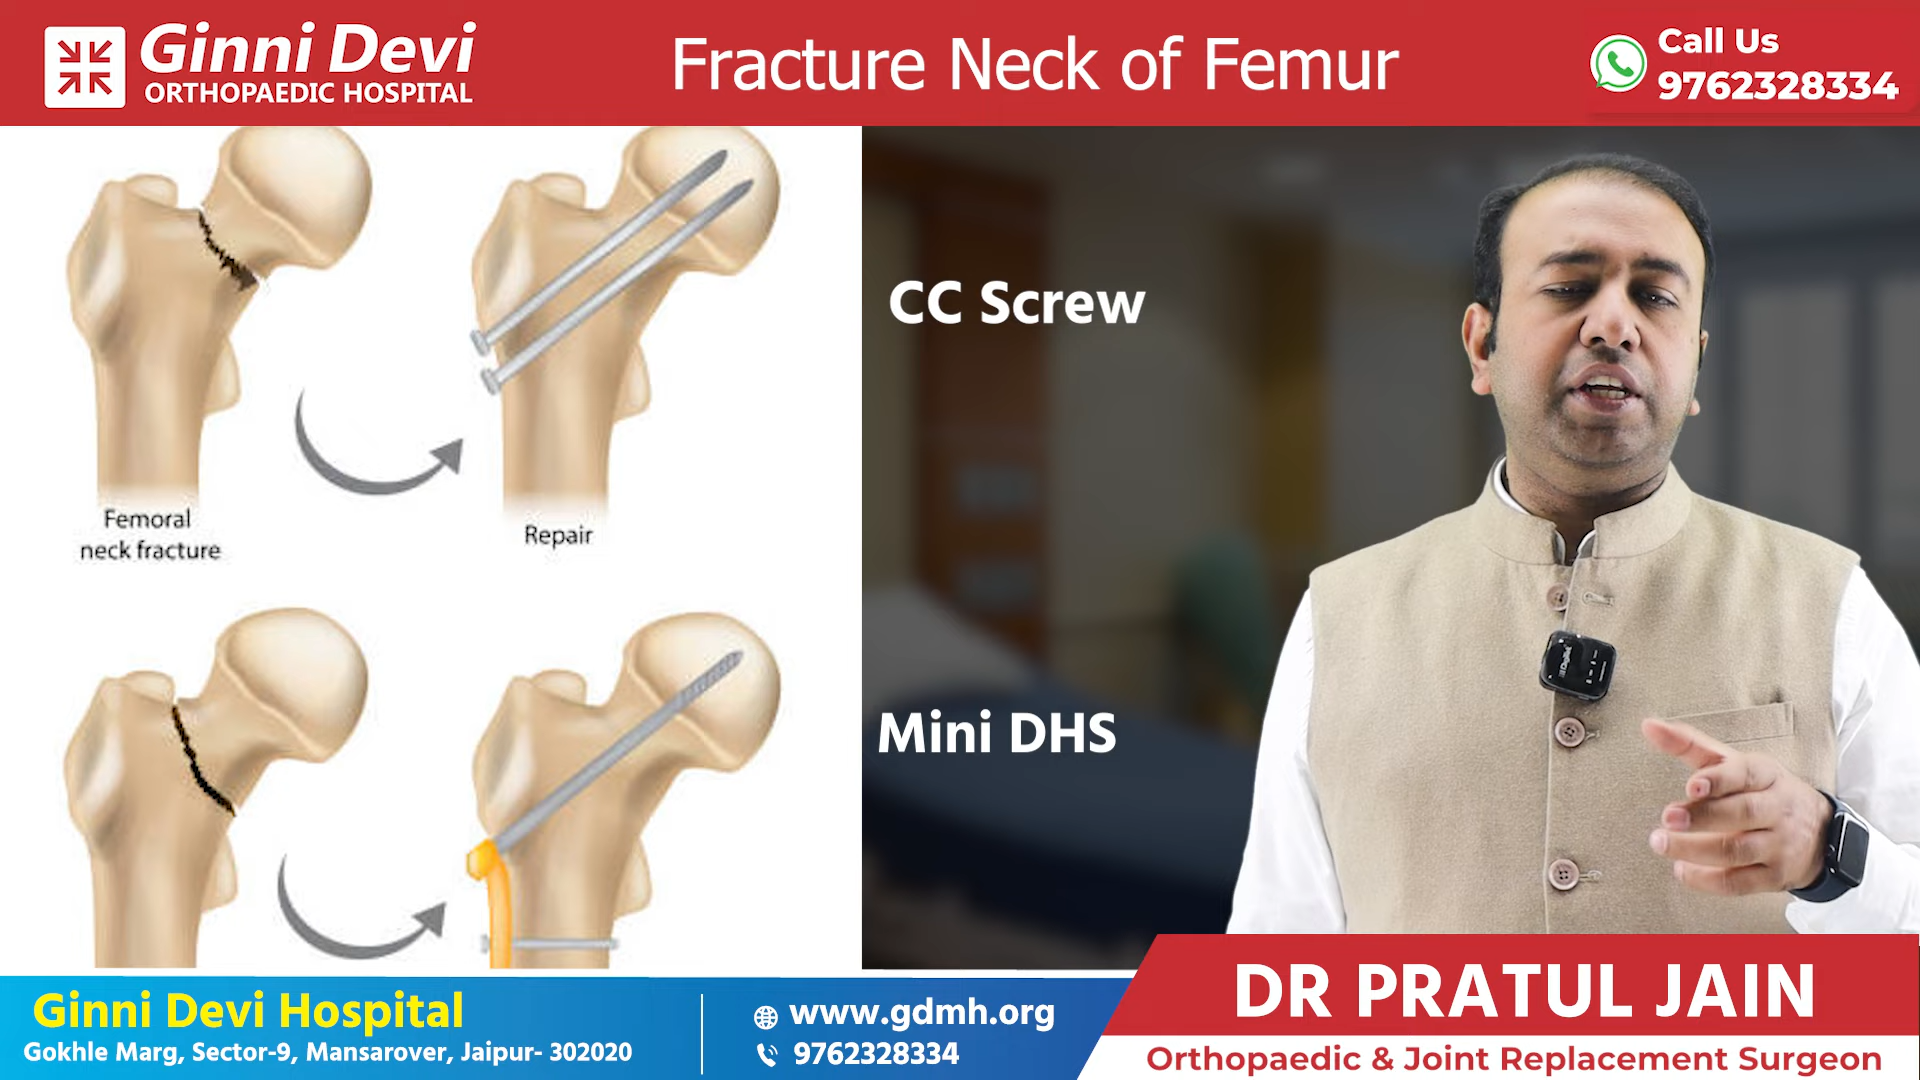 Ginni Devi
ORTHOPAEDIC HOSPITAL
Fracture Neck of Femur
Call Us
9762328334
CC Screw
Femoral
neck fracture
Repair
Mini DHS
Ginni Devi Hospital
Gokhle Marg, Sector-9, Mansarover, Jaipur- 302020
www.gdmh.org
9762328334
DR PRATUL JAIN
Orthopaedic & Joint Replacement Surgeon